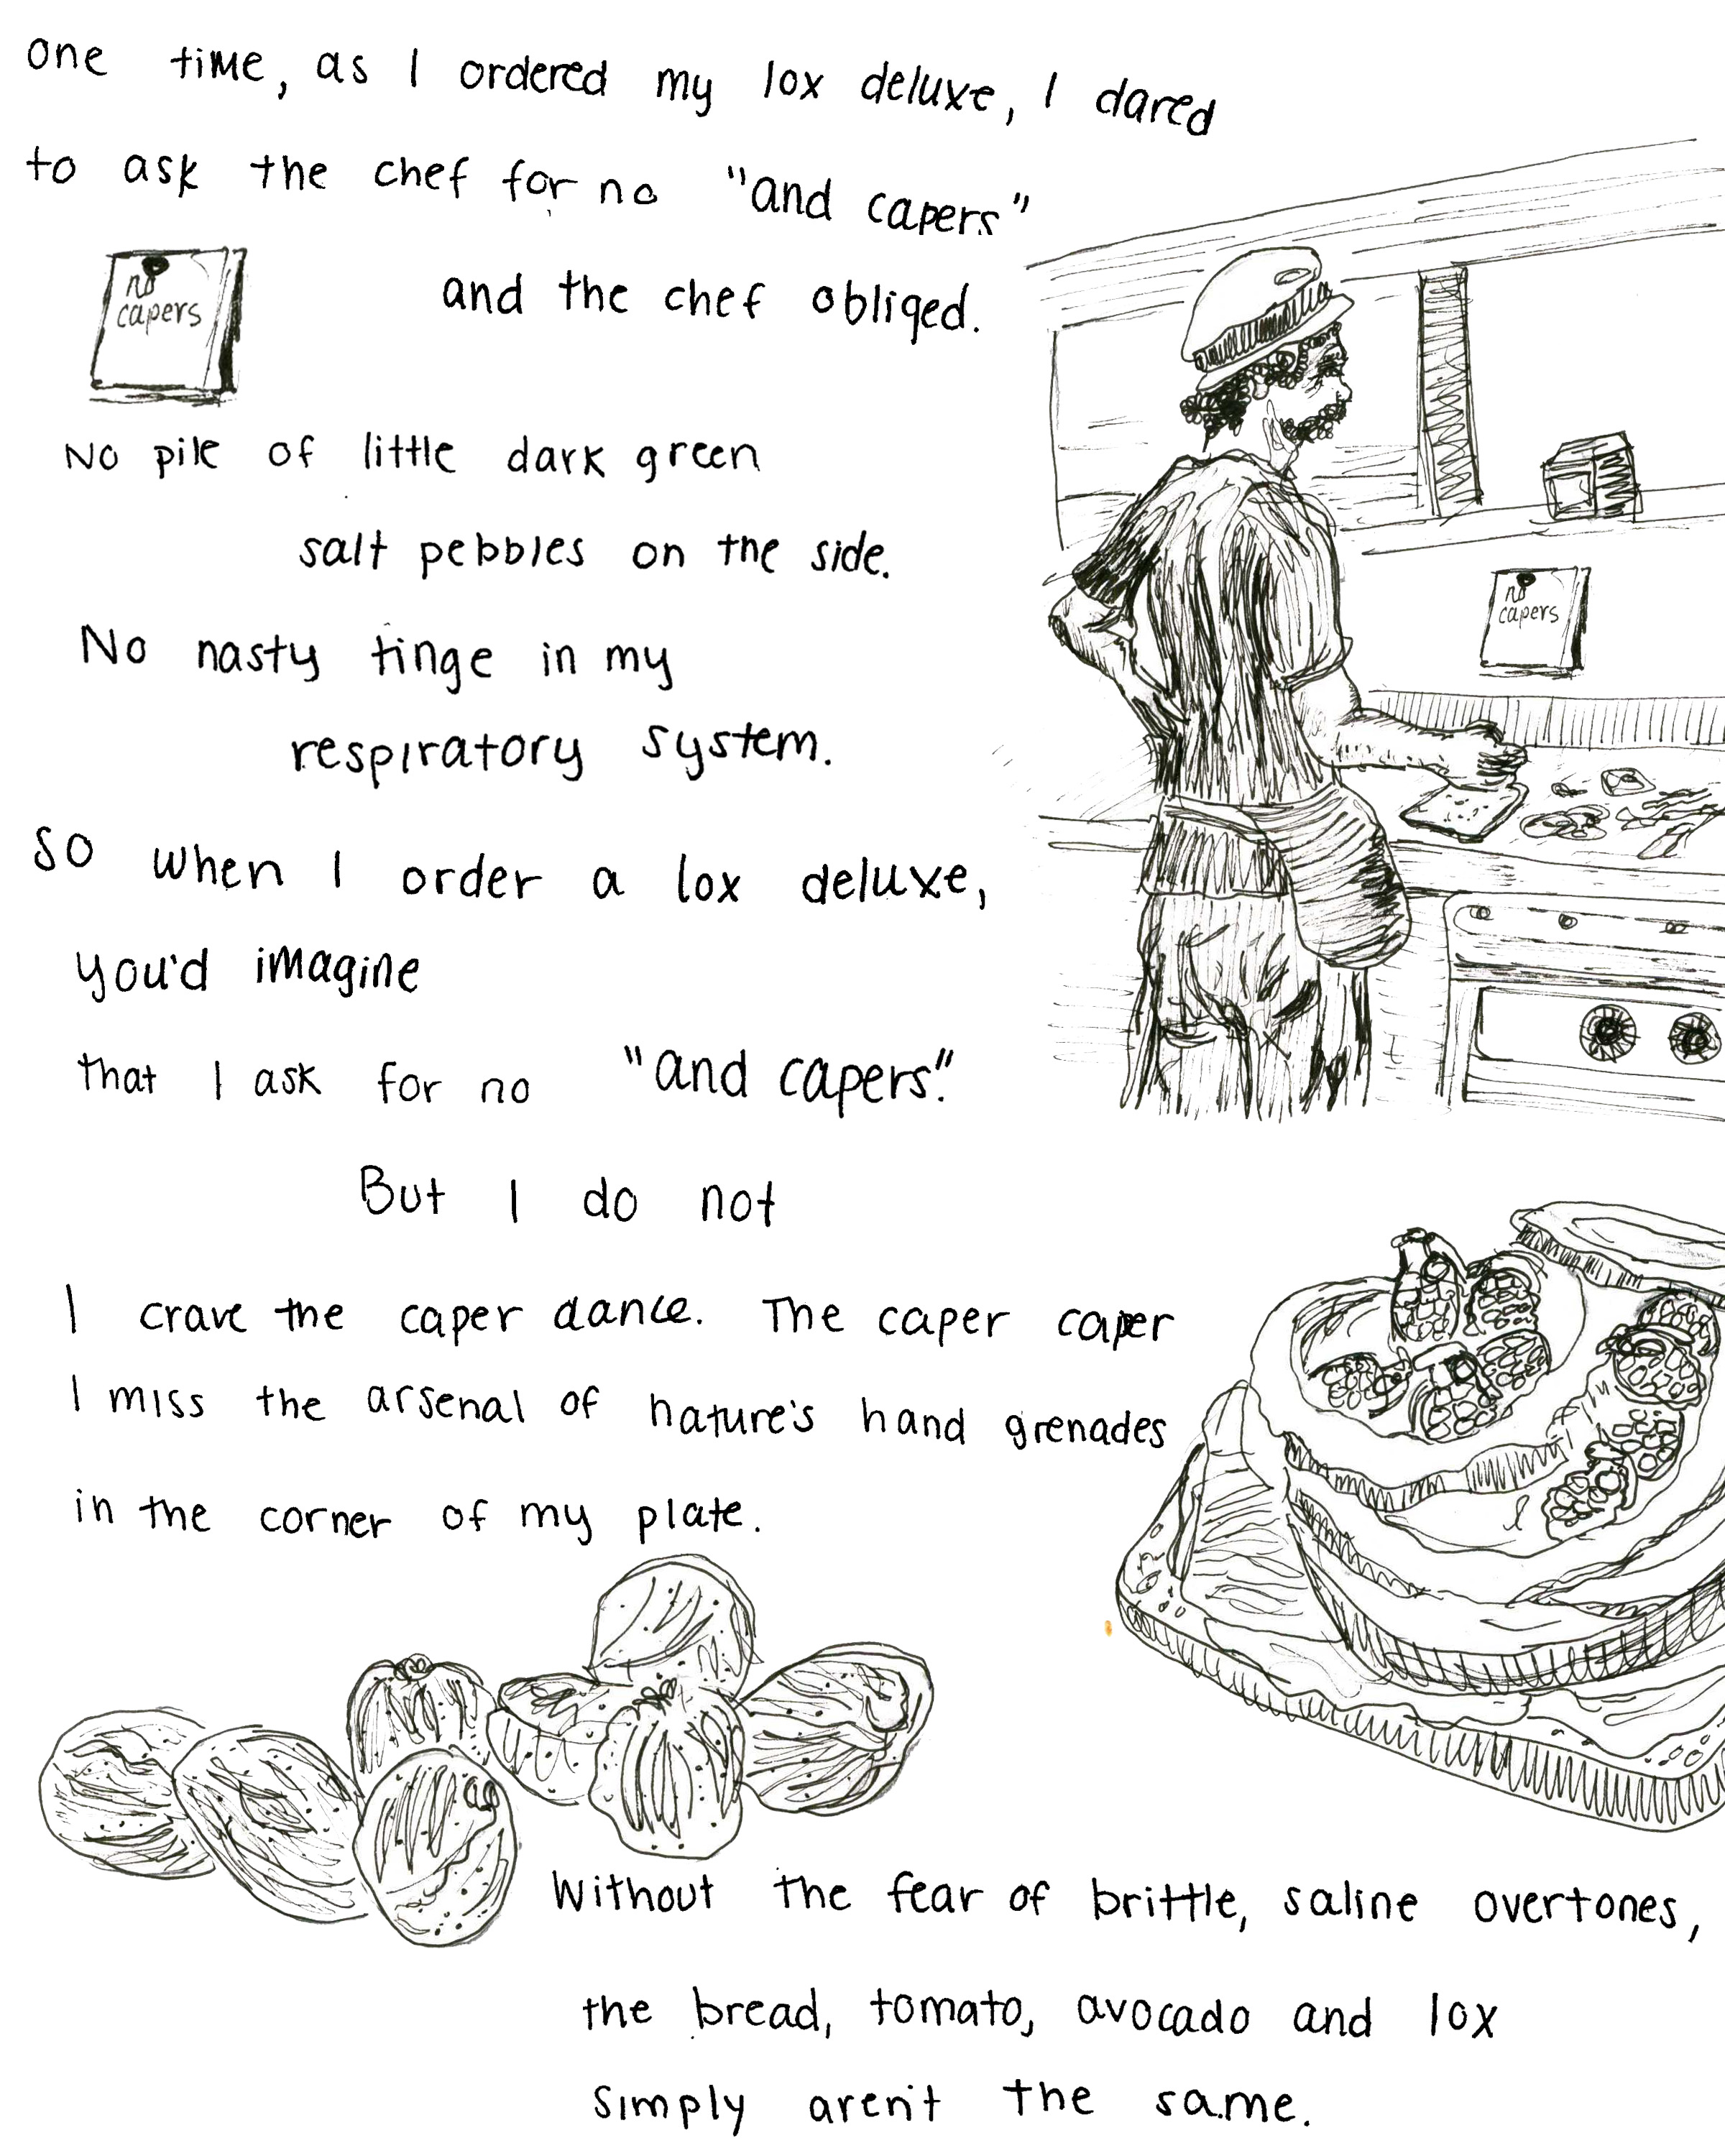 one time, as I ordered my lox deluxe, I dared
to ask the chef for no "and capers"
and the chef obliged.
no
capers
No pile of little dark green
salt pebbles on the side.
no
capers
No nasty tinge in my
respiratory system.
So when I order a lox deluxe,
you'd imagine
that I ask for no "and capers."
But I do not
I crave the caper dance. The caper caper
I miss the arsenal of nature's hand grenades
in the corner of my plate.
Without the fear of brittle, saline overtones,
the bread, tomato, avocado and lox
simply aren't the same.